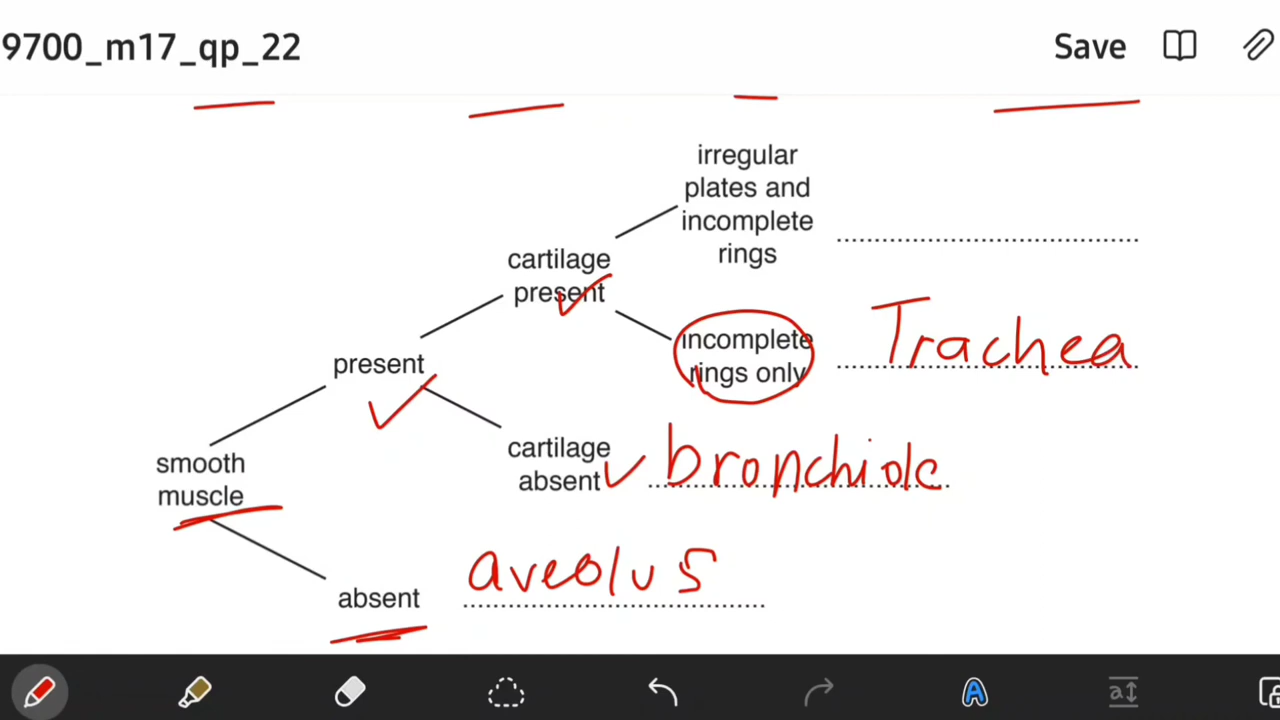 9700_m17_qp_22
Save
irregular
plates and
incomplete
rings
cartilage
present
incomplete
rings only
Trachea
present
cartilage
absent
bronchiole
smooth
muscle
aveolus
absent
A
a